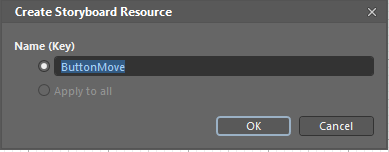 Create Storyboard Resource
Name (Key)
ButtonMove
Apply to all
OK Cancel